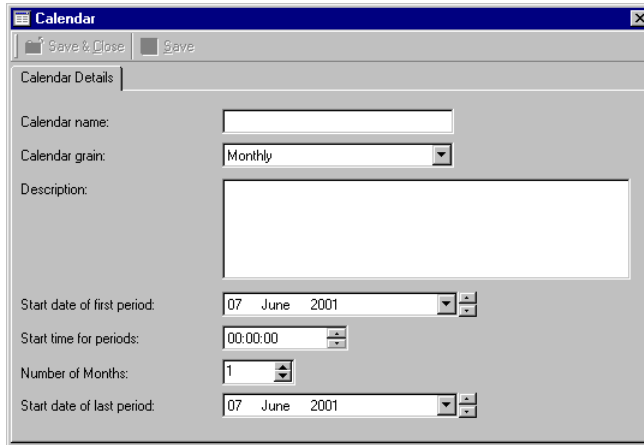 Calendar
Save & Close Save
Calendar Details
Calendar name:
Calendar grain: Monthly
Description:
Start date of first period: 07 June 2001
Start time for periods: 00:00:00
Number of Months: 1
Start date of last period: 07 June 2001